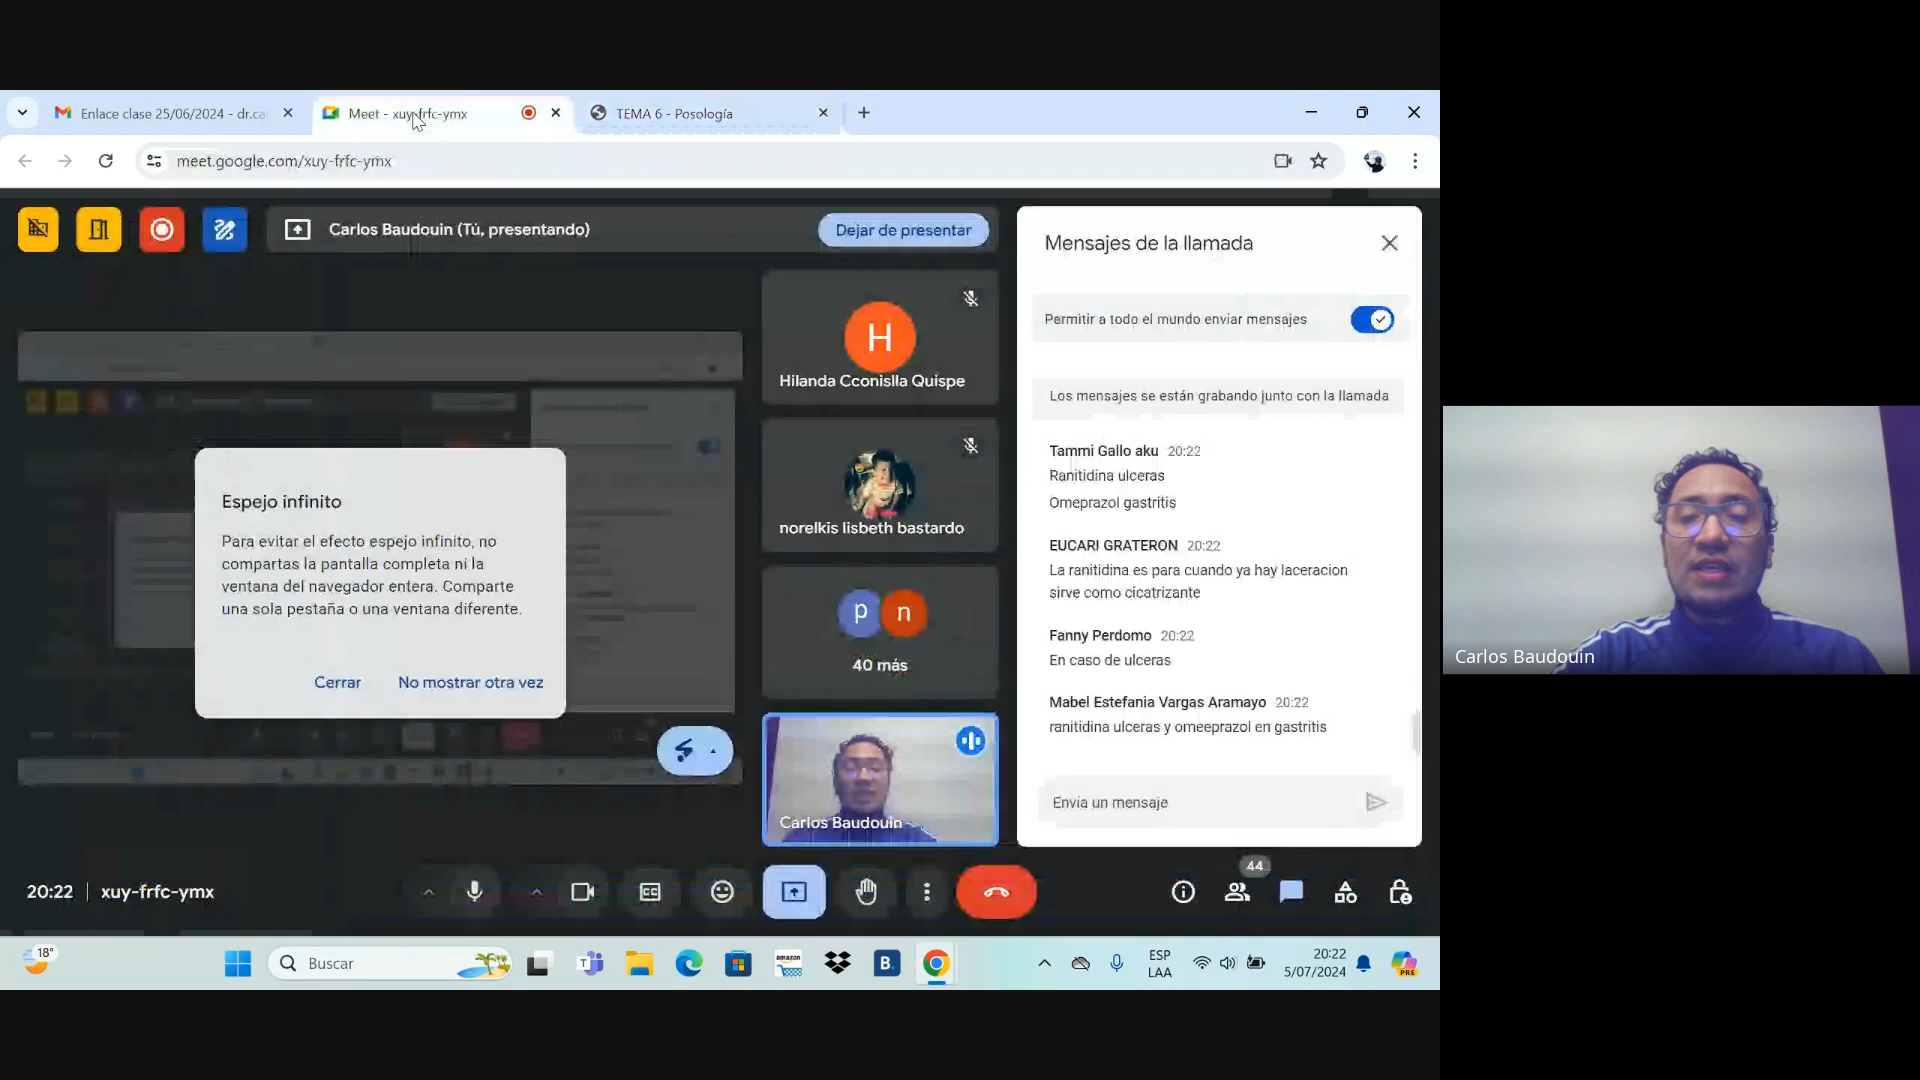 Enlace clase 25/06/2024 - dr.ca
Meet - xuy-frfc-ymx
TEMA 6 - Posología
meet.google.com/xuy-frfc-ymx
Carlos Baudouin (Tú, presentando)
Dejar de presentar
Mensajes de la llamada
Permitir a todo el mundo enviar mensajes
Los mensajes se están grabando junto con la llamada
H
Hilanda Cconislla Quispe
norelkis lisbeth bastardo
p n
40 más
Carlos Baudouin
Espejo infinito
Para evitar el efecto espejo infinito, no
compartas la pantalla completa ni la
ventana del navegador entera. Comparte
una sola pestaña o una ventana diferente.
Cerrar No mostrar otra vez
Tammi Gallo aku 20:22
Ranitidina ulceras
Omeprazol gastritis
EUCARI GRATERON 20:22
La ranitidina es para cuando ya hay laceracion
sirve como cicatrizante
Fanny Perdomo 20:22
En caso de ulceras
Mabel Estefania Vargas Aramayo 20:22
ranitidina ulceras y omeeprazol en gastritis
Envía un mensaje
20:22 | xuy-frfc-ymx
44
18°
Buscar
amazon
B.
ESP
LAA
20:22
5/07/2024
PRE
Carlos Baudouin